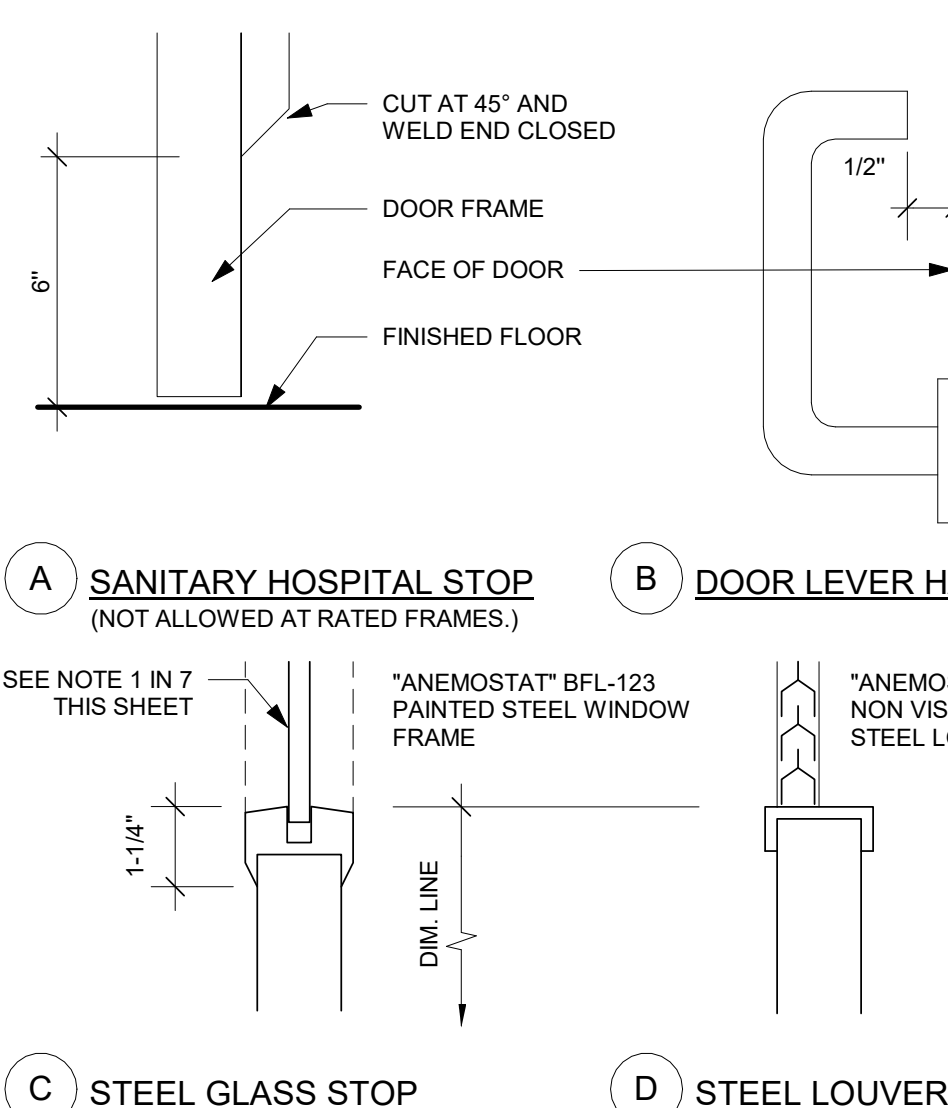 CUT AT 45° AND
WELD END CLOSED
DOOR FRAME
FACE OF DOOR
FINISHED FLOOR
6"
1/2"
A
SANITARY HOSPITAL STOP
(NOT ALLOWED AT RATED FRAMES.)
B
DOOR LEVER
SEE NOTE 1 IN 7
THIS SHEET
"ANEMOSTAT" BFL-123
PAINTED STEEL WINDOW
FRAME
1-1/4"
DIM. LINE
NON
STEEL
C
STEEL GLASS STOP
D
STEEL LOUVER